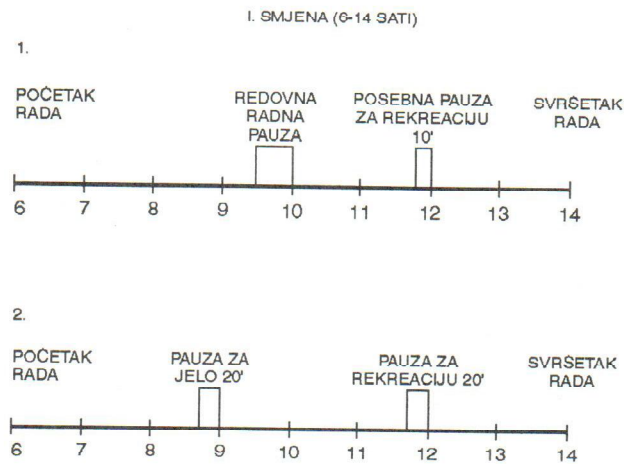 I. SMJENA (6-14 SATI)
1.
POČETAK
RADA
REDOVNA
RADNA
PAUZA
POSEBNA PAUZA
ZA REKREACIJU
10'
SVRŠETAK
RADA
6 7 8 9 10 11 12 13 14
2.
POČETAK
RADA
PAUZA ZA
JELO 20'
PAUZA ZA
REKREACIJU 20'
SVRŠETAK
RADA
6 7 8 9 10 11 12 13 14